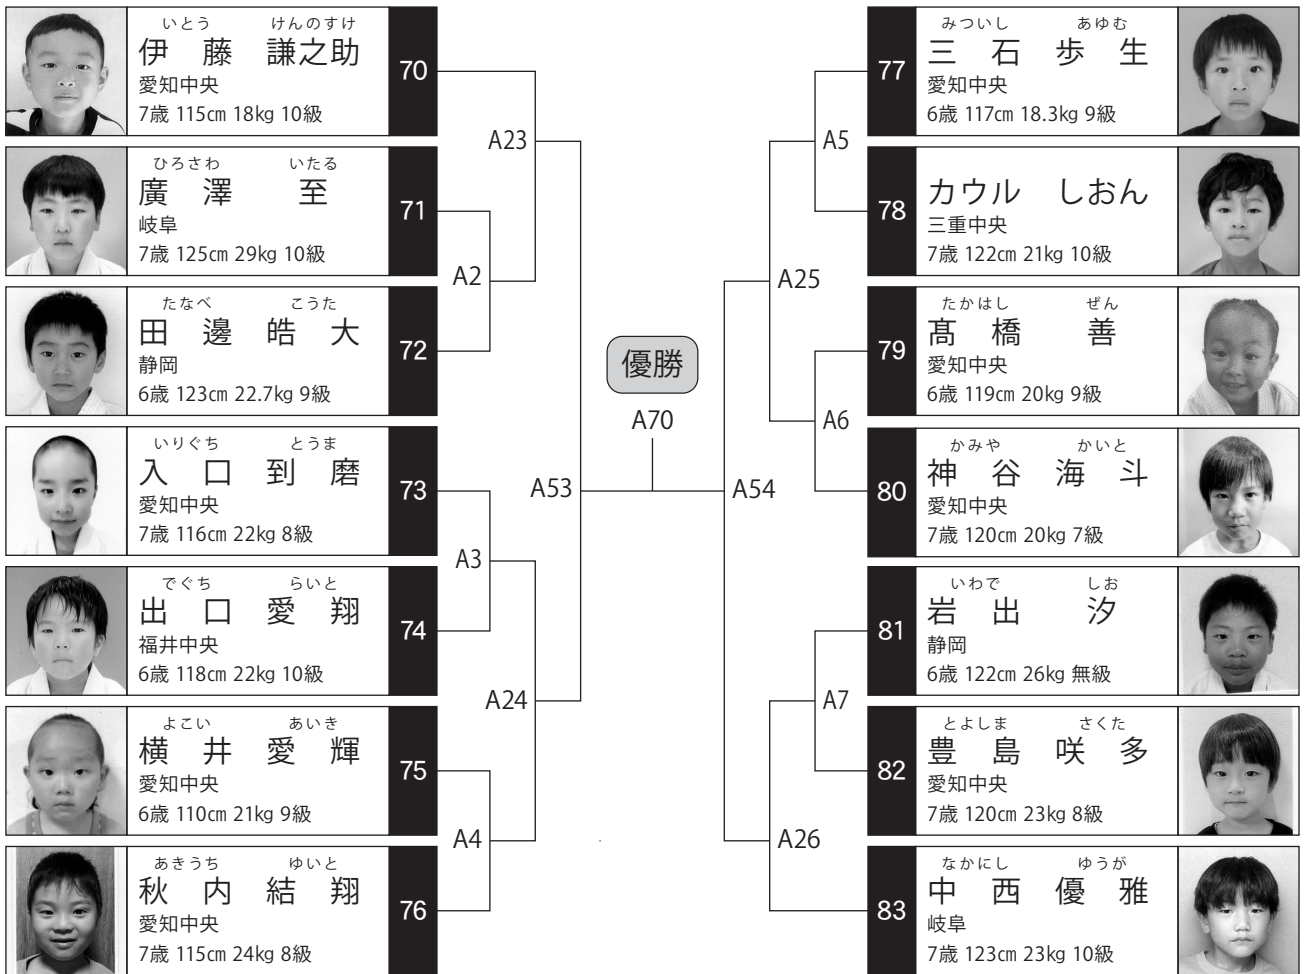 いとう けんのすけ
伊藤 謙之助
愛知中央
7歳 115㎝ 18kg 10級
70
ひろさわ いたる
廣澤 至
岐阜
7歳 125㎝ 29kg 10級
71
たなべ こうた
田邊 皓大
静岡
6歳 123㎝ 22.7kg 9級
72
いりぐち とうま
入口 到磨
愛知中央
7歳 116㎝ 22kg 8級
73
でぐち らいと
出口 愛翔
福井中央
6歳 118㎝ 22kg 10級
74
よこい あいき
横井 愛輝
愛知中央
6歳 110㎝ 21kg 9級
75
あきうち ゆいと
秋内 結翔
愛知中央
7歳 115㎝ 24kg 8級
76
A23
A2
A3
A24
A4
A53
優勝
A70
A54
A5
A25
A6
A7
A26
みついし あゆむ
三石 歩生
愛知中央
6歳 117㎝ 18.3kg 9級
77
カウル しおん
三重中央
7歳 122㎝ 21kg 10級
78
たかはし ぜん
髙橋 善
愛知中央
6歳 119㎝ 20kg 9級
79
かみや かいと
神谷 海斗
愛知中央
7歳 120㎝ 20kg 7級
80
いわで しお
岩出 汐
静岡
6歳 122㎝ 26kg 無級
81
とよしま さくた
豊島 咲多
愛知中央
7歳 120㎝ 23kg 8級
82
なかにし ゆうが
中西 優雅
岐阜
7歳 123㎝ 23kg 10級
83